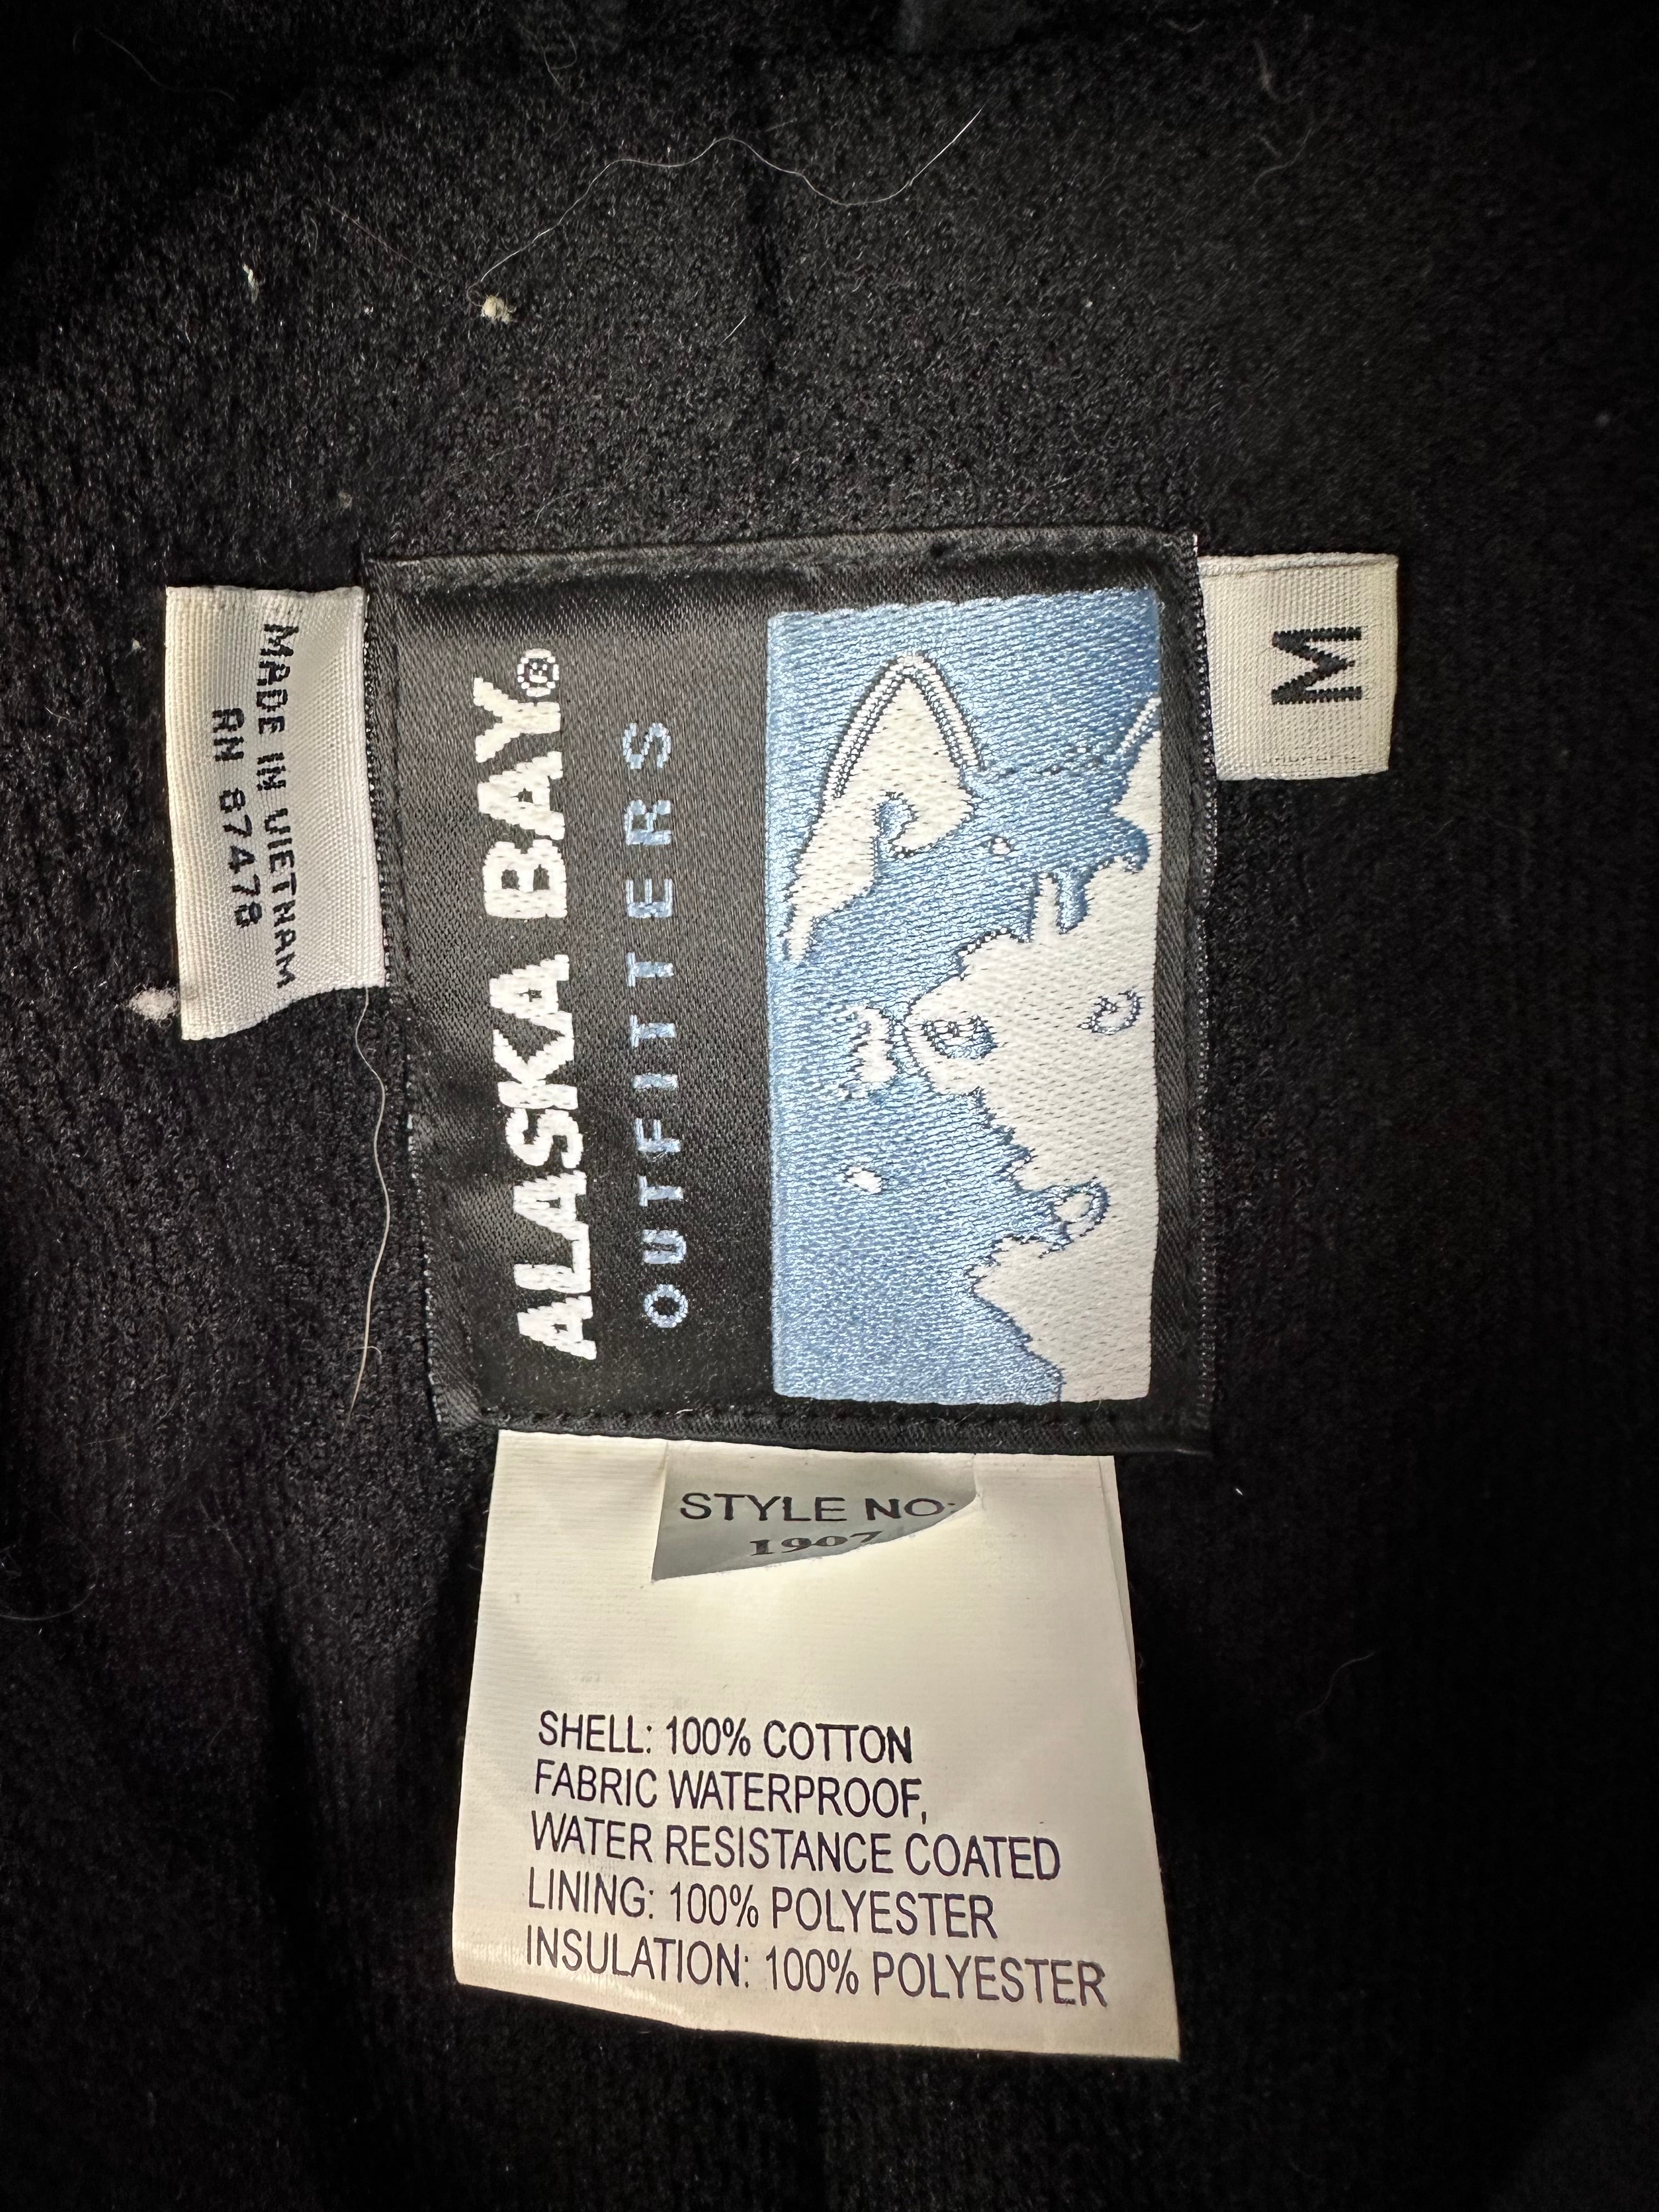 ALASKA BAY®
OUTFITTERS
M
MADE IN VIETNAM
RN 87478
STYLE NO:
1907
SHELL: 100% COTTON
FABRIC WATERPROOF,
WATER RESISTANCE COATED
LINING: 100% POLYESTER
INSULATION: 100% POLYESTER